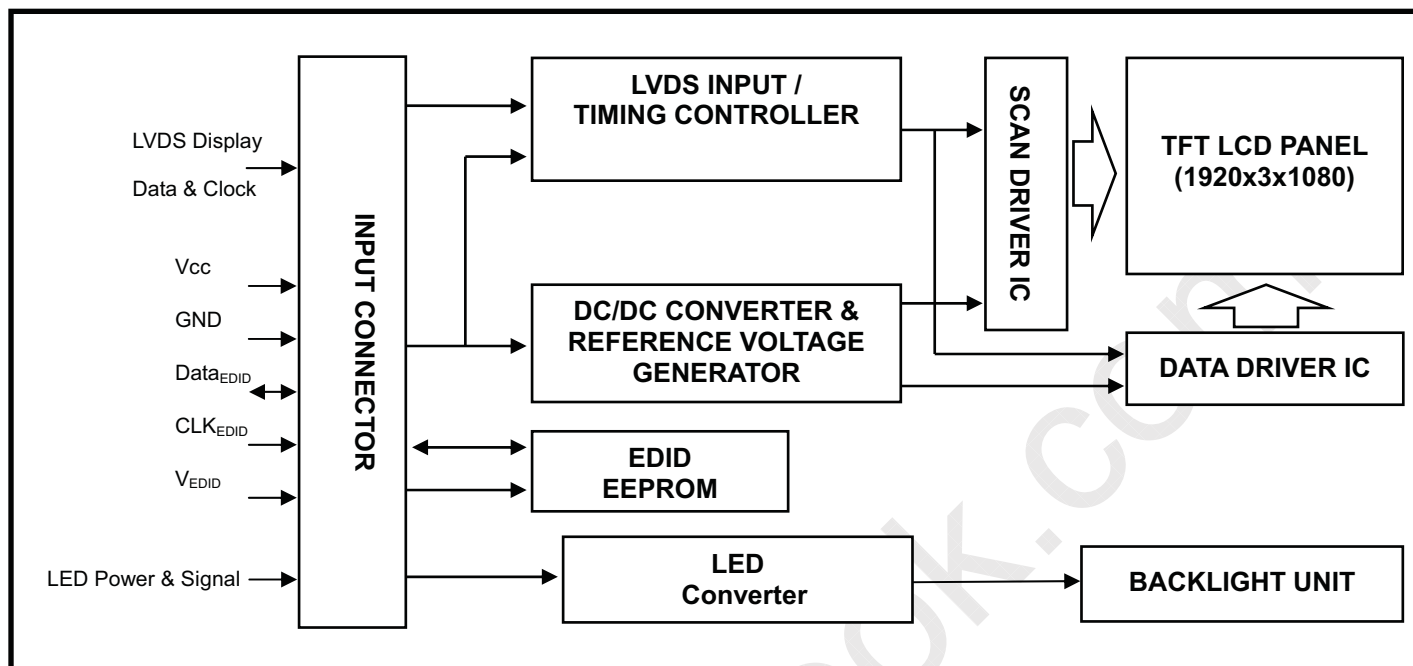 LVDS Display
Data & Clock
Vcc
GND
DataEDID
CLKEDID
VEDID
LED Power & Signal
INPUT CONNECTOR
LVDS INPUT /
TIMING CONTROLLER
DC/DC CONVERTER &
REFERENCE VOLTAGE
GENERATOR
EDID
EEPROM
LED
Converter
SCAN DRIVER IC
TFT LCD PANEL
(1920x3x1080)
DATA DRIVER IC
BACKLIGHT UNIT